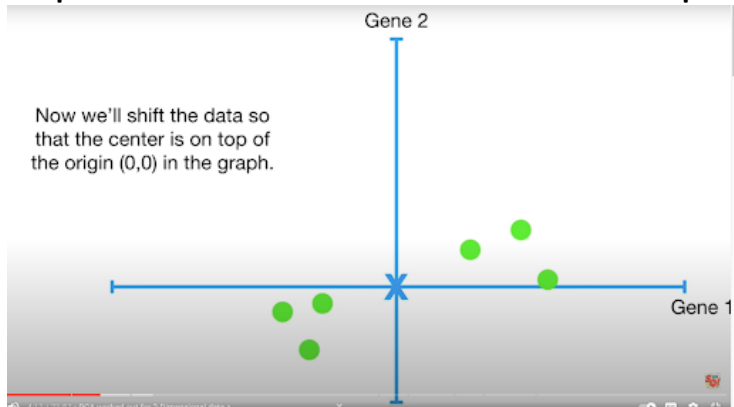 Gene 2
Now we'll shift the data so
that the center is on top of
the origin (0,0) in the graph.
Gene 1